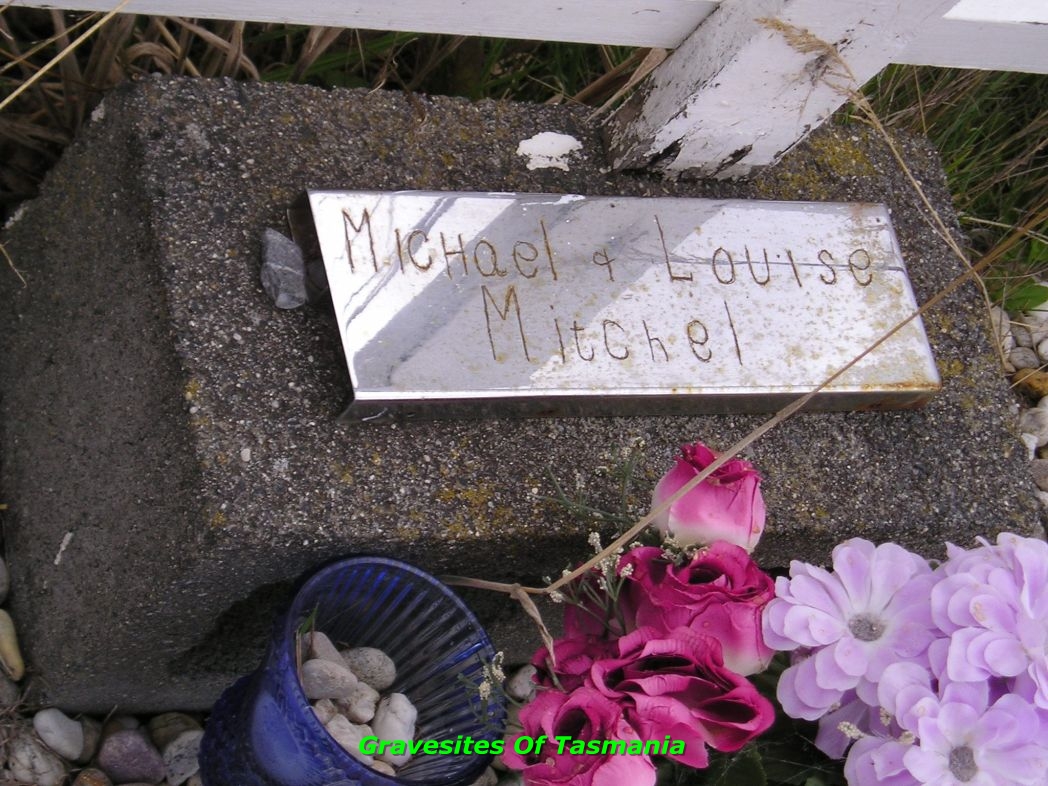 Michael & Louise
Mitchel
Gravesites Of Tasmania